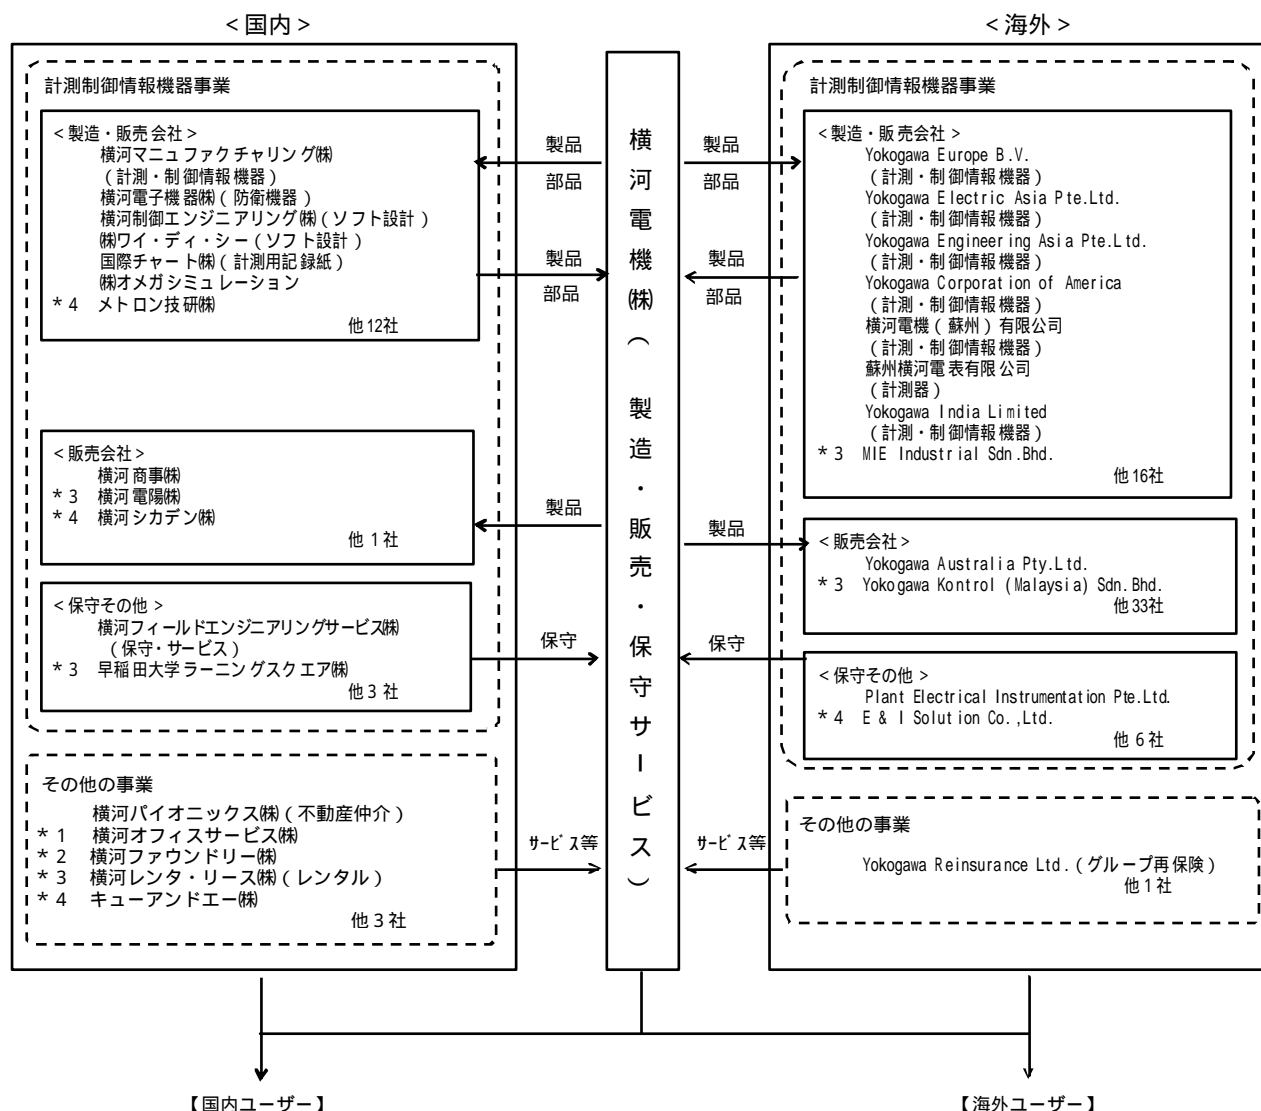 ＜国内＞
計測制御情報機器事業
＜製造・販売会社＞
横河マニュファクチャリング㈱
（計測・制御情報機器）
横河電子機器㈱（防衛機器）
横河制御エンジニアリング㈱（ソフト設計）
㈱ワイ・ディ・シー（ソフト設計）
国際チャート㈱（計測用記録紙）
㈱オメガシミュレーション
＊4 メトロン技研㈱
他12社
＜販売会社＞
横河商事㈱
＊3 横河電陽㈱
＊4 横河シカデン㈱
他1社
＜保守その他＞
横河フィールドエンジニアリングサービス㈱
（保守・サービス）
＊3 早稲田大学ラーニングスクエア㈱
他3社
その他の事業
横河パイオニックス㈱（不動産仲介）
＊1 横河オフィスサービス㈱
＊2 横河ファウンドリー㈱
＊3 横河レンタ・リース㈱（レンタル）
＊4 キューアンドエー㈱
他3社
製品
部品
製品
部品
製品
保守
ｻｰﾋﾞｽ等
横河電機㈱（製造・販売・保守サービス）
製品
部品
製品
部品
製品
保守
ｻｰﾋﾞｽ等
＜海外＞
計測制御情報機器事業
＜製造・販売会社＞
Yokogawa Europe B.V.
（計測・制御情報機器）
Yokogawa Electric Asia Pte.Ltd.
（計測・制御情報機器）
Yokogawa Engineering Asia Pte.Ltd.
（計測・制御情報機器）
Yokogawa Corporation of America
（計測・制御情報機器）
横河電機（蘇州）有限公司
（計測・制御情報機器）
蘇州横河電表有限公司
（計測器）
Yokogawa India Limited
（計測・制御情報機器）
＊3 MIE Industrial Sdn.Bhd.
他16社
＜販売会社＞
Yokogawa Australia Pty.Ltd.
＊3 Yokogawa Kontrol (Malaysia) Sdn.Bhd.
他33社
＜保守その他＞
Plant Electrical Instrumentation Pte.Ltd.
＊4 E & I Solution Co.,Ltd.
他6社
その他の事業
Yokogawa Reinsurance Ltd.（グループ再保険）
他1社
【国内ユーザー】
【海外ユーザー】